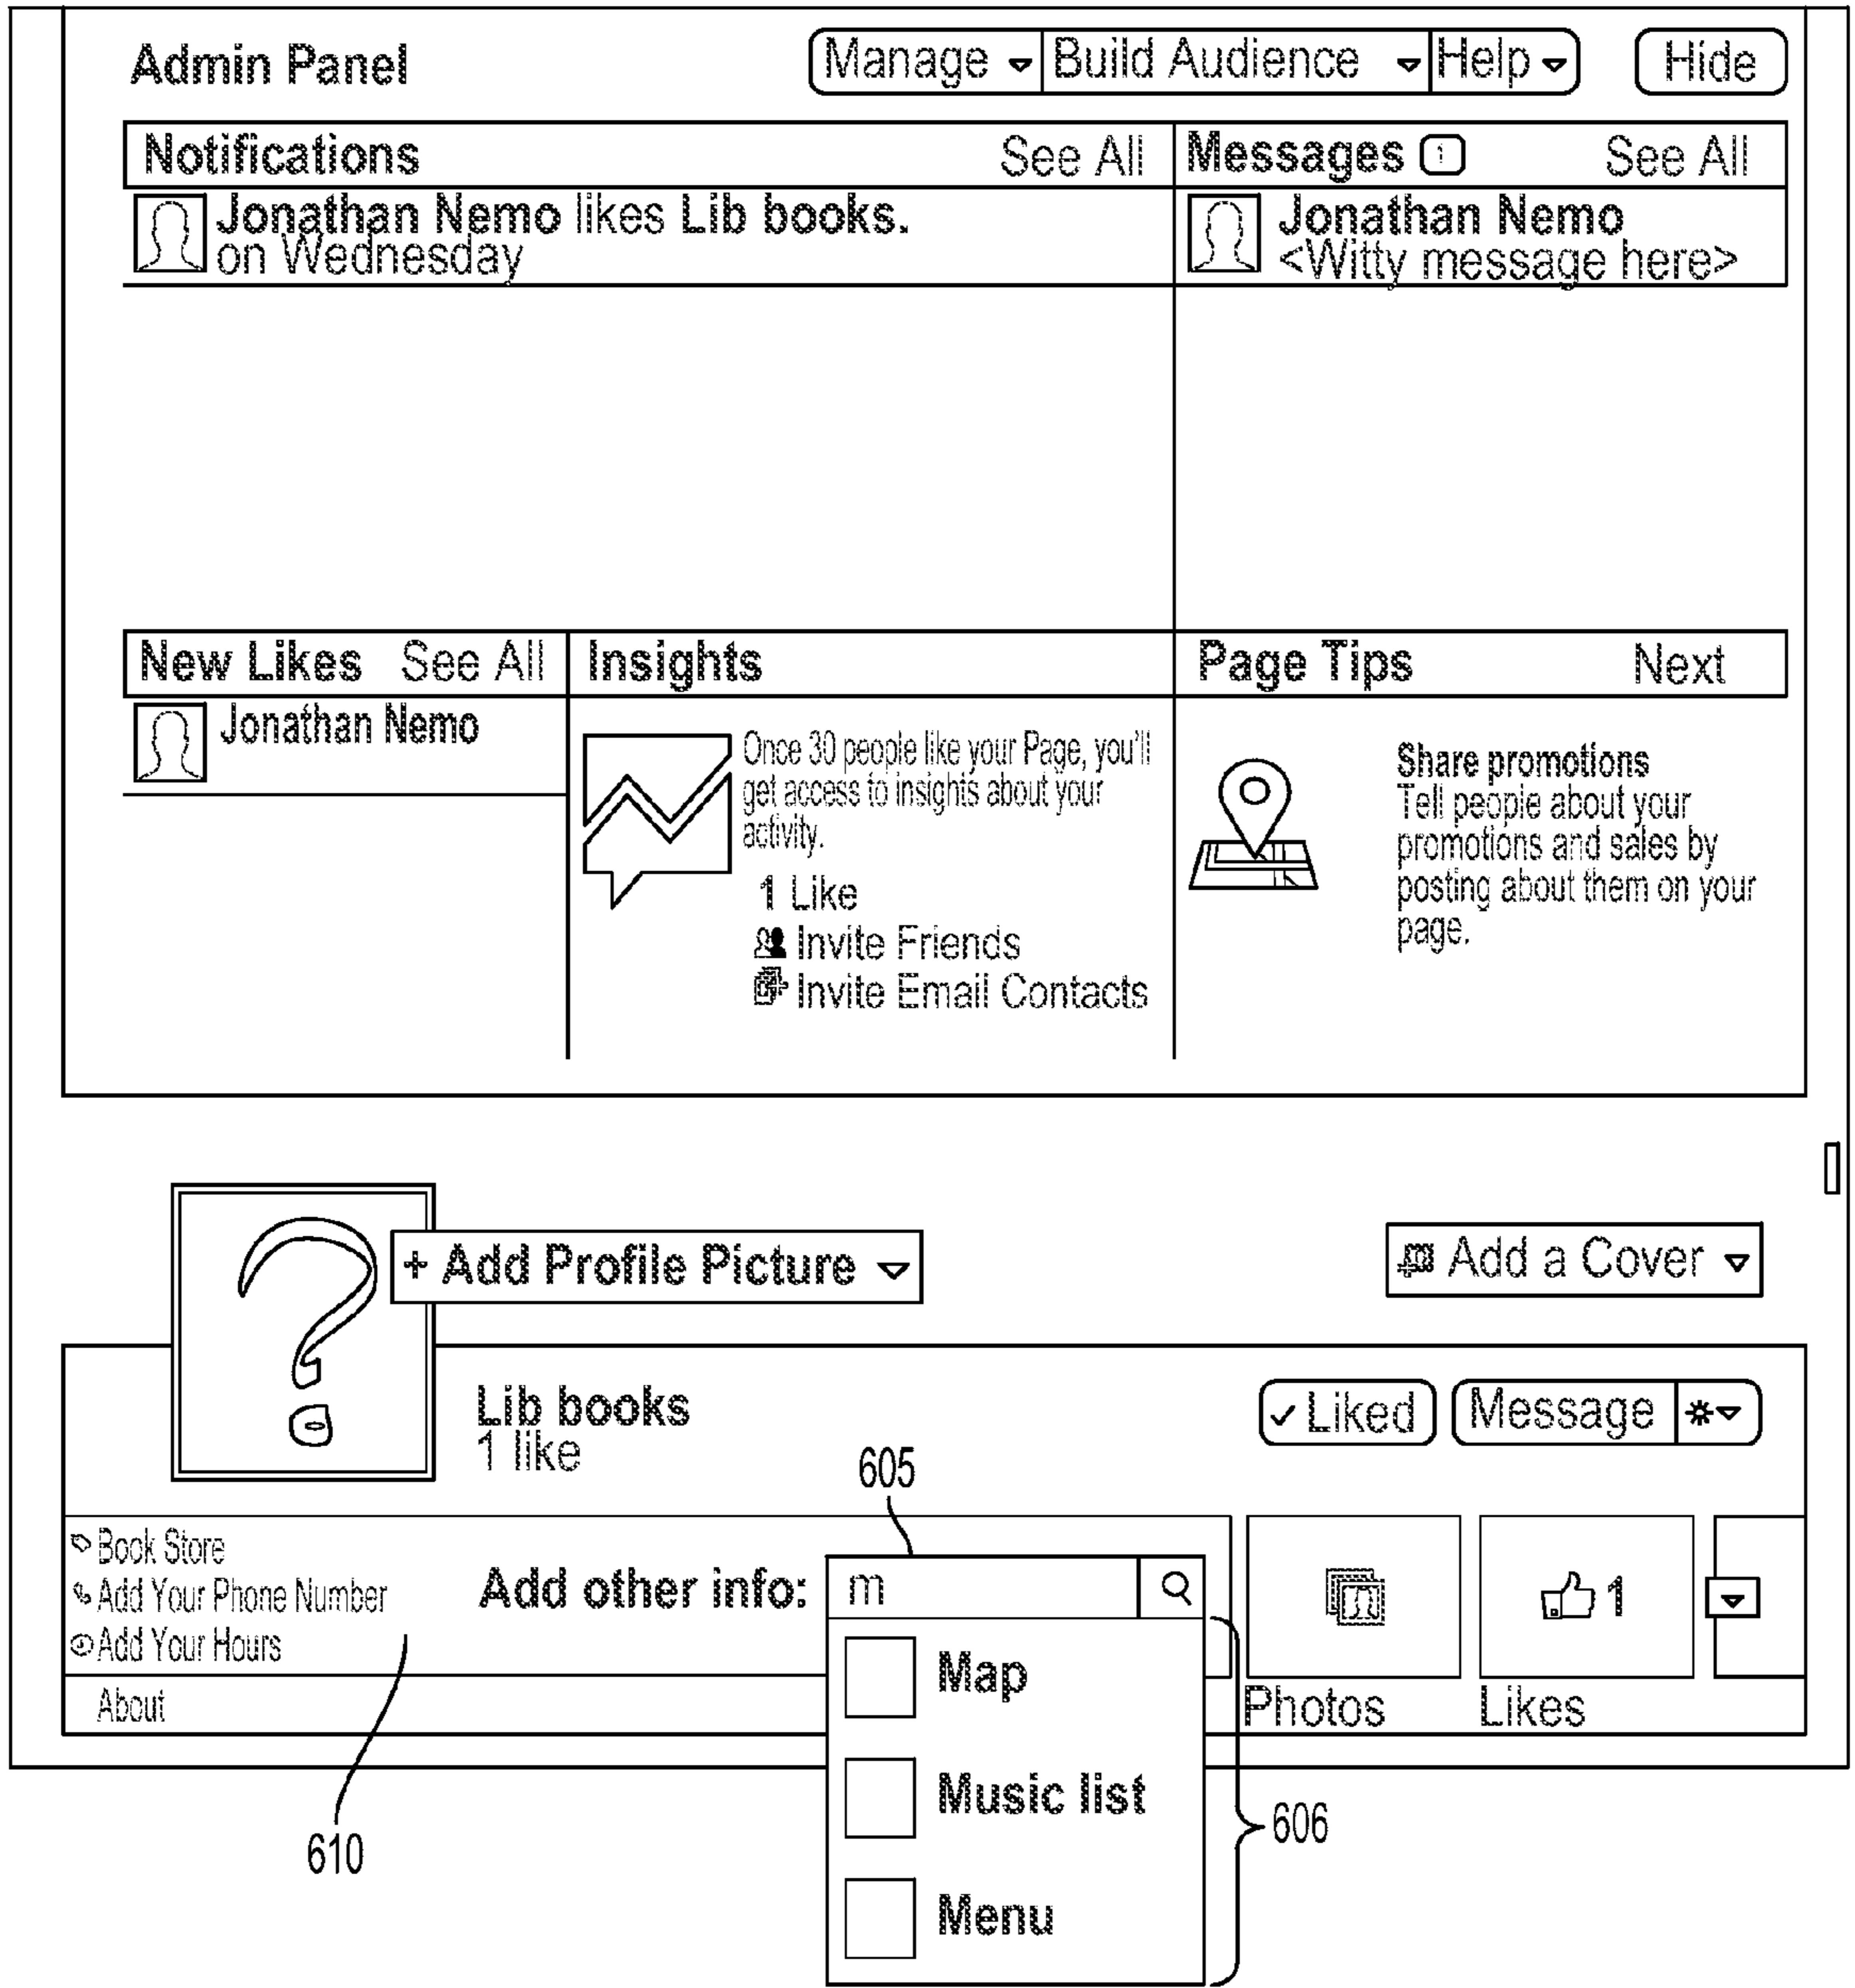 Admin Panel
Manage Build Audience Help Hide
Notifications See All
Jonathan Nemo likes Lib books.
on Wednesday
Messages 1 See All
Jonathan Nemo
<Witty message here>
New Likes See All
Jonathan Nemo
Insights
Once 30 people like your Page, you'll
get access to insights about your
activity.
1 Like
Invite Friends
Invite Email Contacts
Page Tips Next
Share promotions
Tell people about your
promotions and sales by
posting about them on your
page.
+ Add Profile Picture
Add a Cover
Lib books
1 like
Liked Message
605
Book Store
Add Your Phone Number
Add Your Hours
About
Add other info:
m
Map
Music list
Menu
1
Photos
Likes
610
606